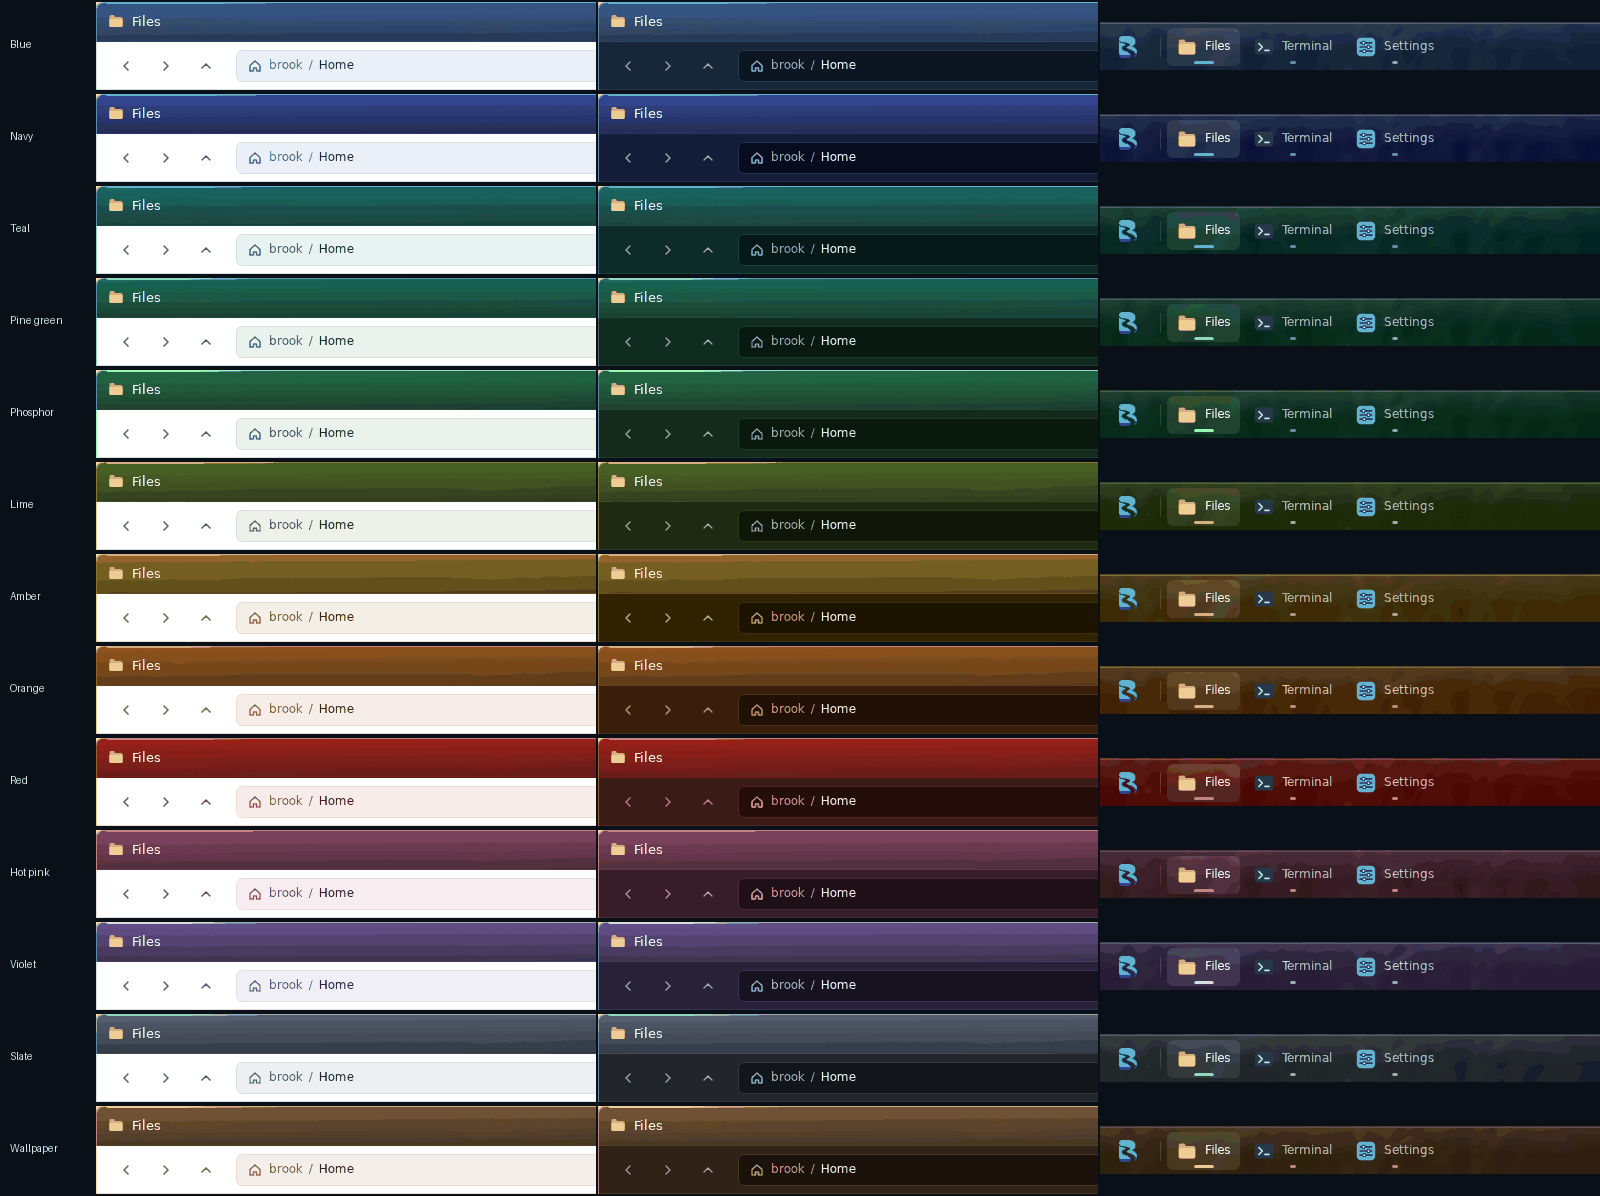 Files Files
Blue Files Terminal Settings
brook / Home brook / Home
Files Files
Navy Files Terminal Settings
brook / Home brook / Home
Files Files
Teal Files Terminal Settings
brook / Home brook / Home
Files Files
Pine green Files Terminal Settings
brook / Home brook / Home
Files Files
Phosphor Files Terminal Settings
brook / Home brook / Home
Files Files
Lime Files Terminal Settings
brook / Home brook / Home
Files Files
Amber Files Terminal Settings
brook / Home brook / Home
Files Files
Orange Files Terminal Settings
brook / Home brook / Home
Files Files
Red Files Terminal Settings
brook / Home brook / Home
Files Files
Hot pink Files Terminal Settings
brook / Home brook / Home
Files Files
Violet Files Terminal Settings
brook / Home brook / Home
Files Files
Slate Files Terminal Settings
brook / Home brook / Home
Files Files
Wallpaper Files Terminal Settings
brook / Home brook / Home